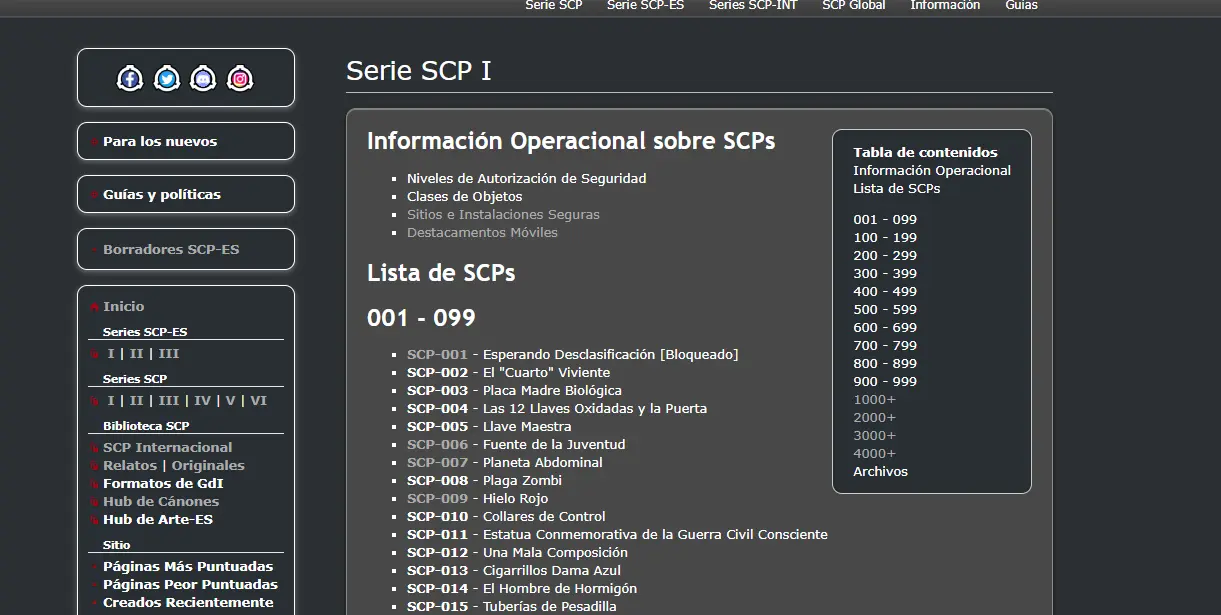 Serie SCP Serie SCP-ES Series SCP-INT SCP Global Información Guías
Para los nuevos
Guías y políticas
Borradores SCP-ES
Inicio
Series SCP-ES
I | II | III
Series SCP
I | II | III | IV | V | VI
Biblioteca SCP
SCP Internacional
Relatos | Originales
Formatos de GdI
Hub de Cánones
Hub de Arte-ES
Sitio
Páginas Más Puntuadas
Páginas Peor Puntuadas
Creados Recientemente
Serie SCP I
Información Operacional sobre SCPs
Niveles de Autorización de Seguridad
Clases de Objetos
Sitios e Instalaciones Seguras
Destacamentos Móviles
Lista de SCPs
001 - 099
SCP-001 - Esperando Desclasificación [Bloqueado]
SCP-002 - El "Cuarto" Viviente
SCP-003 - Placa Madre Biológica
SCP-004 - Las 12 Llaves Oxidadas y la Puerta
SCP-005 - Llave Maestra
SCP-006 - Fuente de la Juventud
SCP-007 - Planeta Abdominal
SCP-008 - Plaga Zombi
SCP-009 - Hielo Rojo
SCP-010 - Collares de Control
SCP-011 - Estatua Conmemorativa de la Guerra Civil Consciente
SCP-012 - Una Mala Composición
SCP-013 - Cigarrillos Dama Azul
SCP-014 - El Hombre de Hormigón
SCP-015 - Tuberías de Pesadilla
Tabla de contenidos
Información Operacional
Lista de SCPs
001 - 099
100 - 199
200 - 299
300 - 399
400 - 499
500 - 599
600 - 699
700 - 799
800 - 899
900 - 999
1000+
2000+
3000+
4000+
Archivos